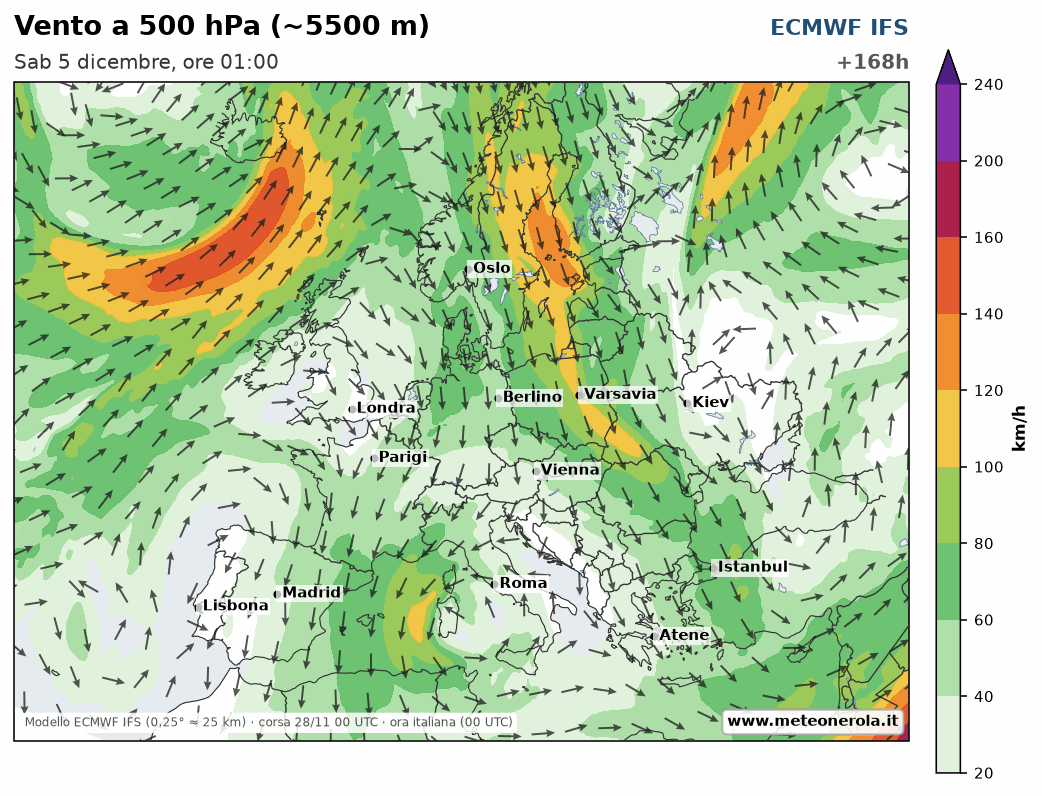 Vento a 500 hPa (~5500 m)
ECMWF IFS
Sab 5 dicembre, ore 01:00
+168h
Oslo
Berlino
Varsavia
Kiev
Londra
Parigi
Vienna
Istanbul
Roma
Madrid
Lisbona
Atene
Modello ECMWF IFS (0,25° ≈ 25 km) · corsa 28/11 00 UTC · ora italiana (00 UTC)
www.meteonerola.it
240
200
160
140
120
100
80
60
40
20
km/h